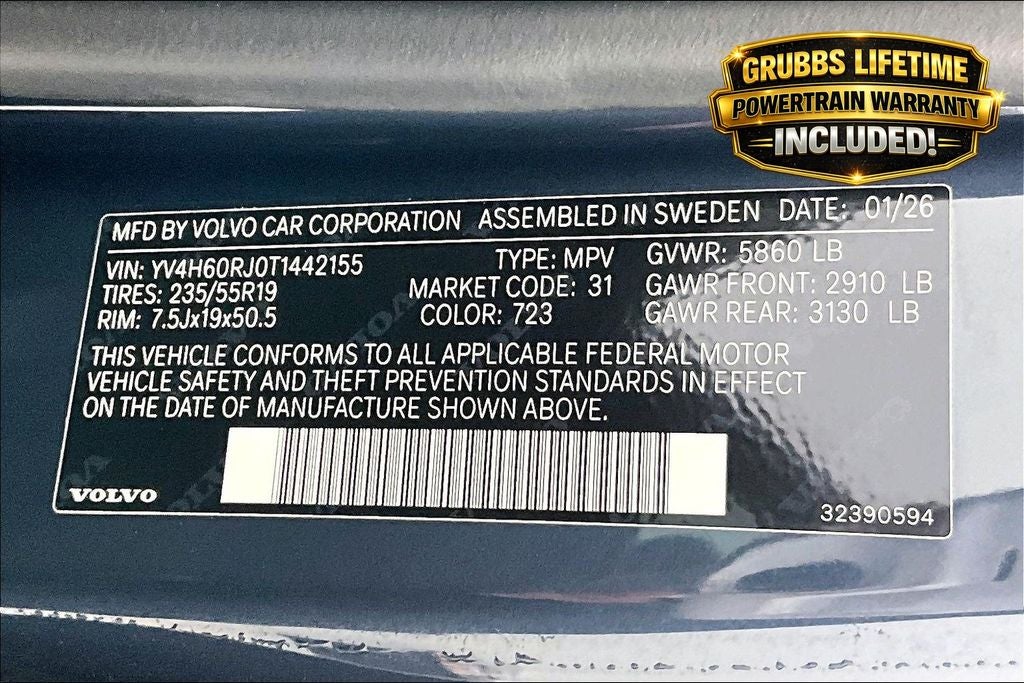 GRUBBS LIFETIME
POWERTRAIN WARRANTY
INCLUDED!
MFD BY VOLVO CAR CORPORATION ASSEMBLED IN SWEDEN DATE: 01/26
VIN: YV4H60RJ0T1442155 TYPE: MPV GVWR: 5860 LB
TIRES: 235/55R19 MARKET CODE: 31 GAWR FRONT: 2910 LB
RIM: 7.5Jx19x50.5 COLOR: 723 GAWR REAR: 3130 LB
THIS VEHICLE CONFORMS TO ALL APPLICABLE FEDERAL MOTOR
VEHICLE SAFETY AND THEFT PREVENTION STANDARDS IN EFFECT
ON THE DATE OF MANUFACTURE SHOWN ABOVE.
VOLVO
32390594